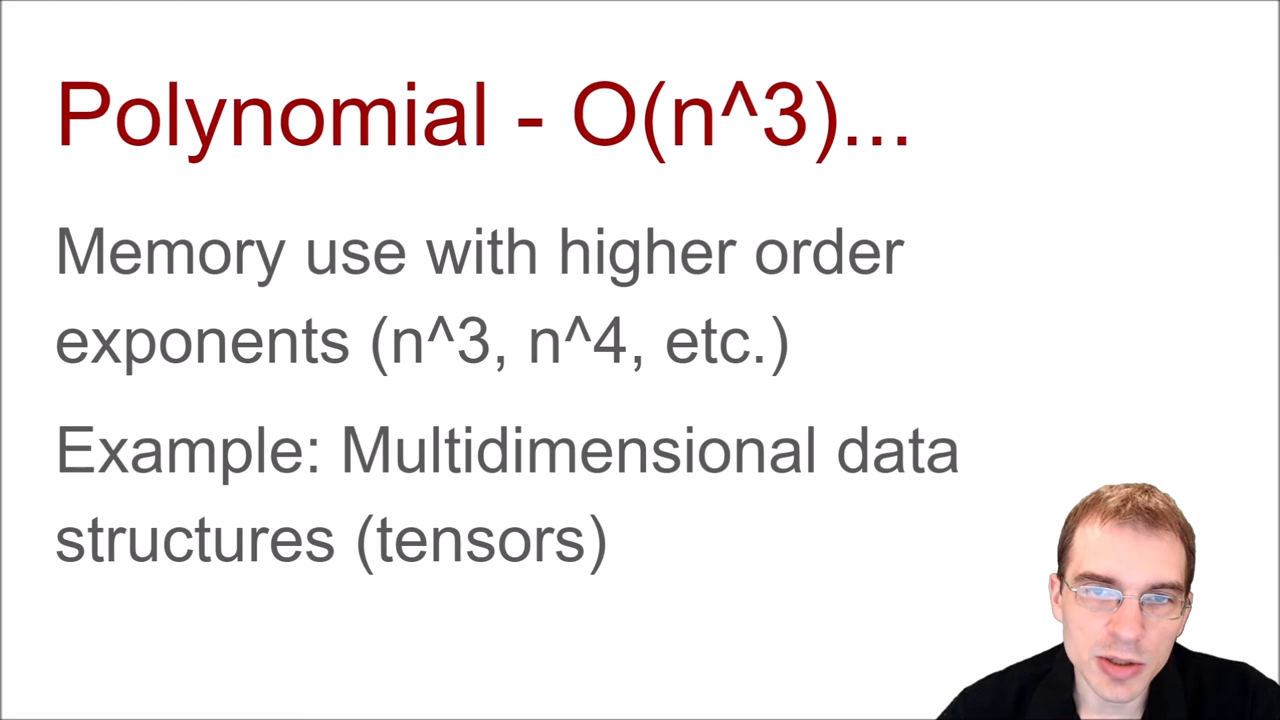 Polynomial - O(n^3)...
Memory use with higher order
exponents (n^3, n^4, etc.)
Example: Multidimensional data
structures (tensors)